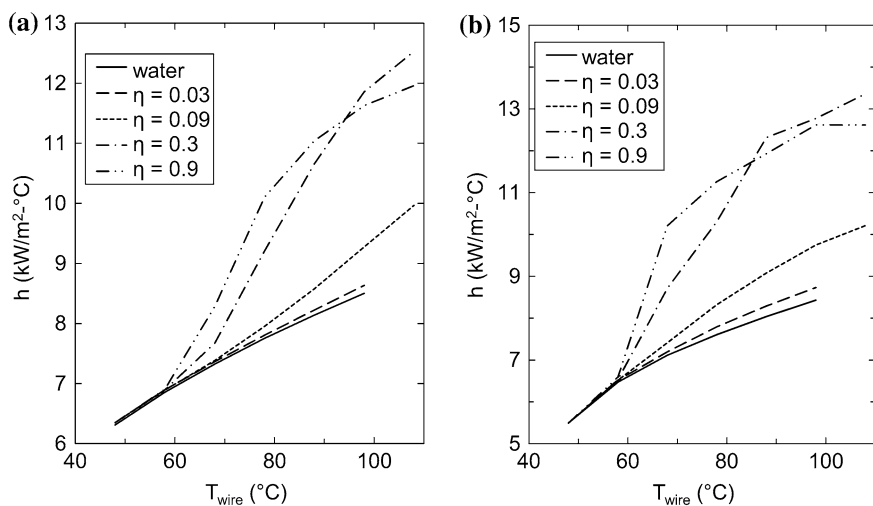 (a)
13
12
11
10
9
8
7
6
h (kW/m²-°C)
water
η = 0.03
η = 0.09
η = 0.3
η = 0.9
40 60 80 100
T_wire (°C)
(b)
15
13
11
9
7
5
h (kW/m²-°C)
water
η = 0.03
η = 0.09
η = 0.3
η = 0.9
40 60 80 100
T_wire (°C)